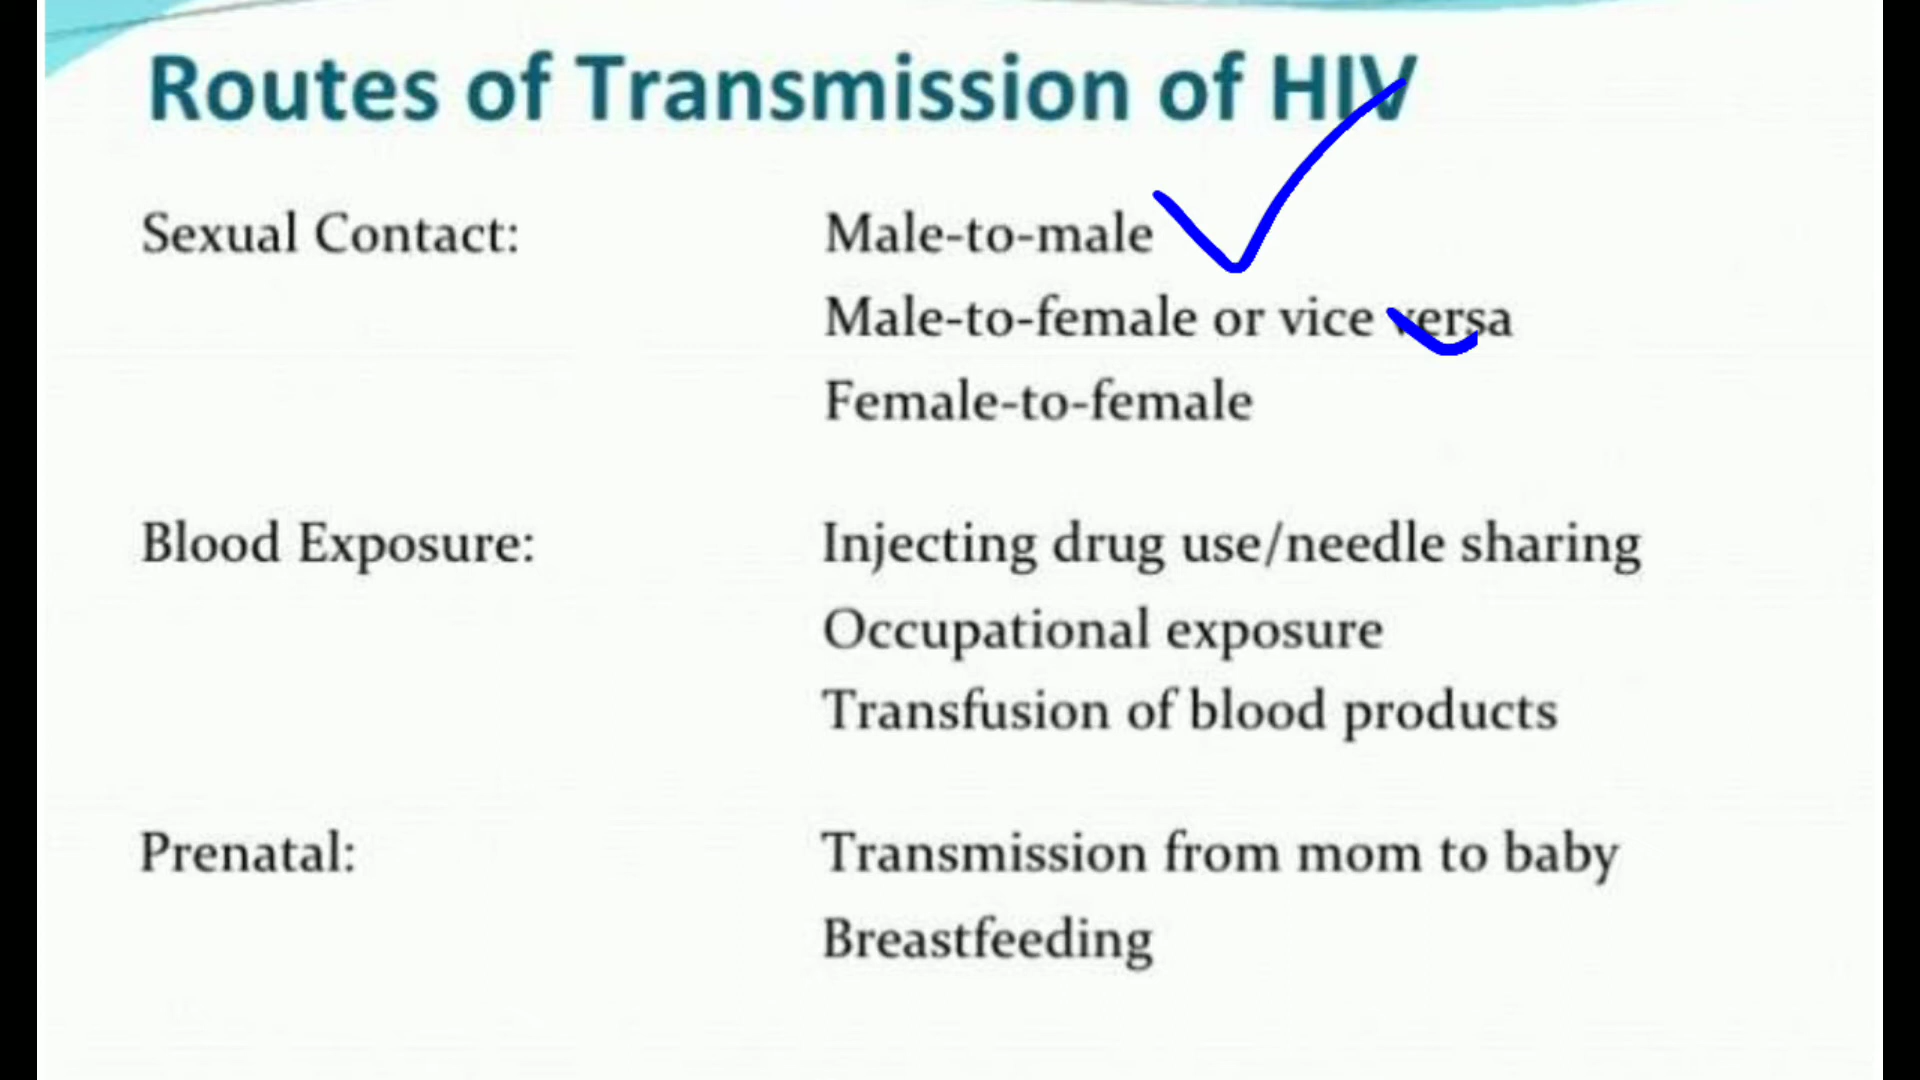 Routes of Transmission of HIV
Sexual Contact: Male-to-male
Male-to-female or vice versa
Female-to-female
Blood Exposure: Injecting drug use/needle sharing
Occupational exposure
Transfusion of blood products
Prenatal: Transmission from mom to baby
Breastfeeding